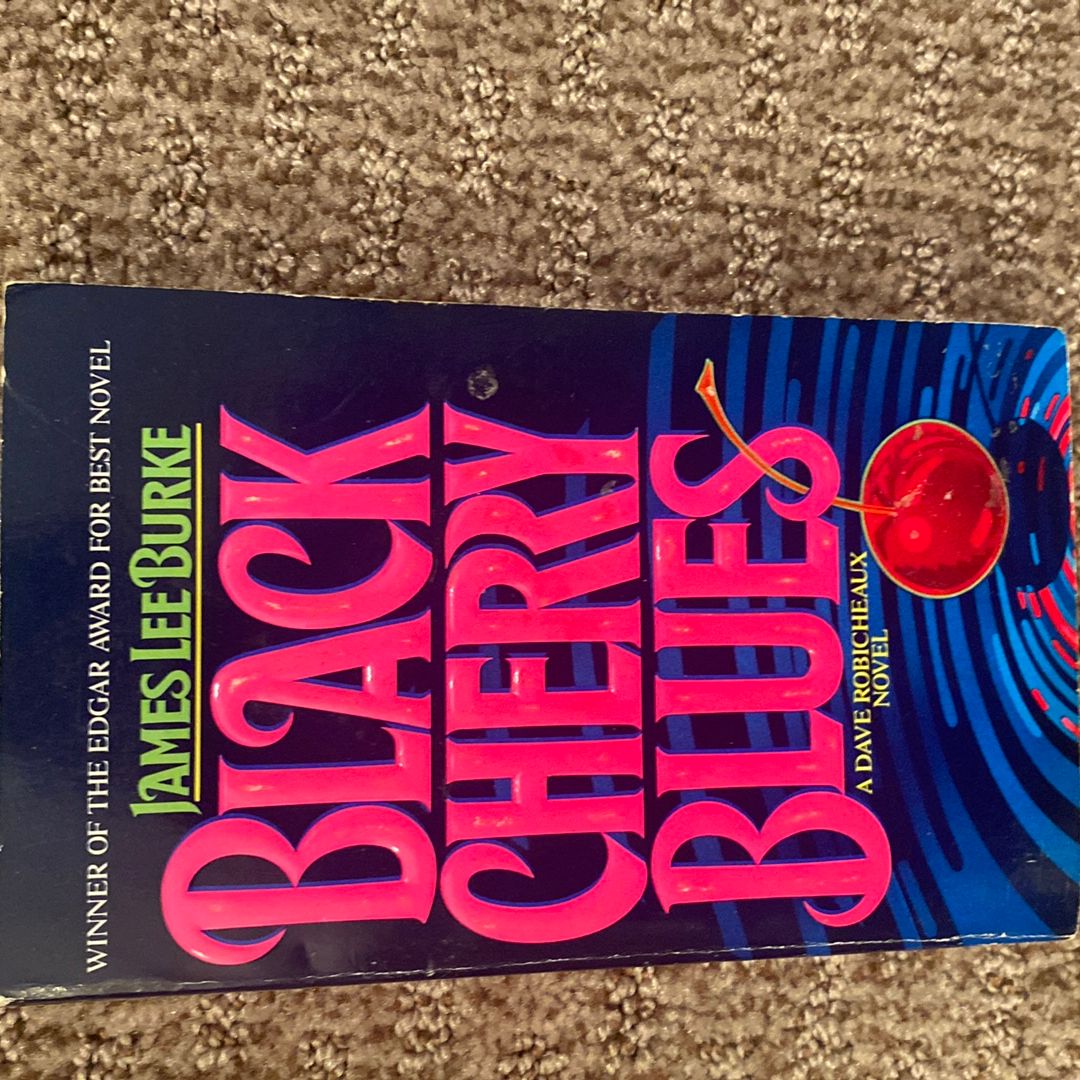 WINNER OF THE EDGAR AWARD FOR BEST NOVEL
JAMES LEE BURKE
BLACK
CHERRY
BLUES
A DAVE ROBICHEAUX
NOVEL